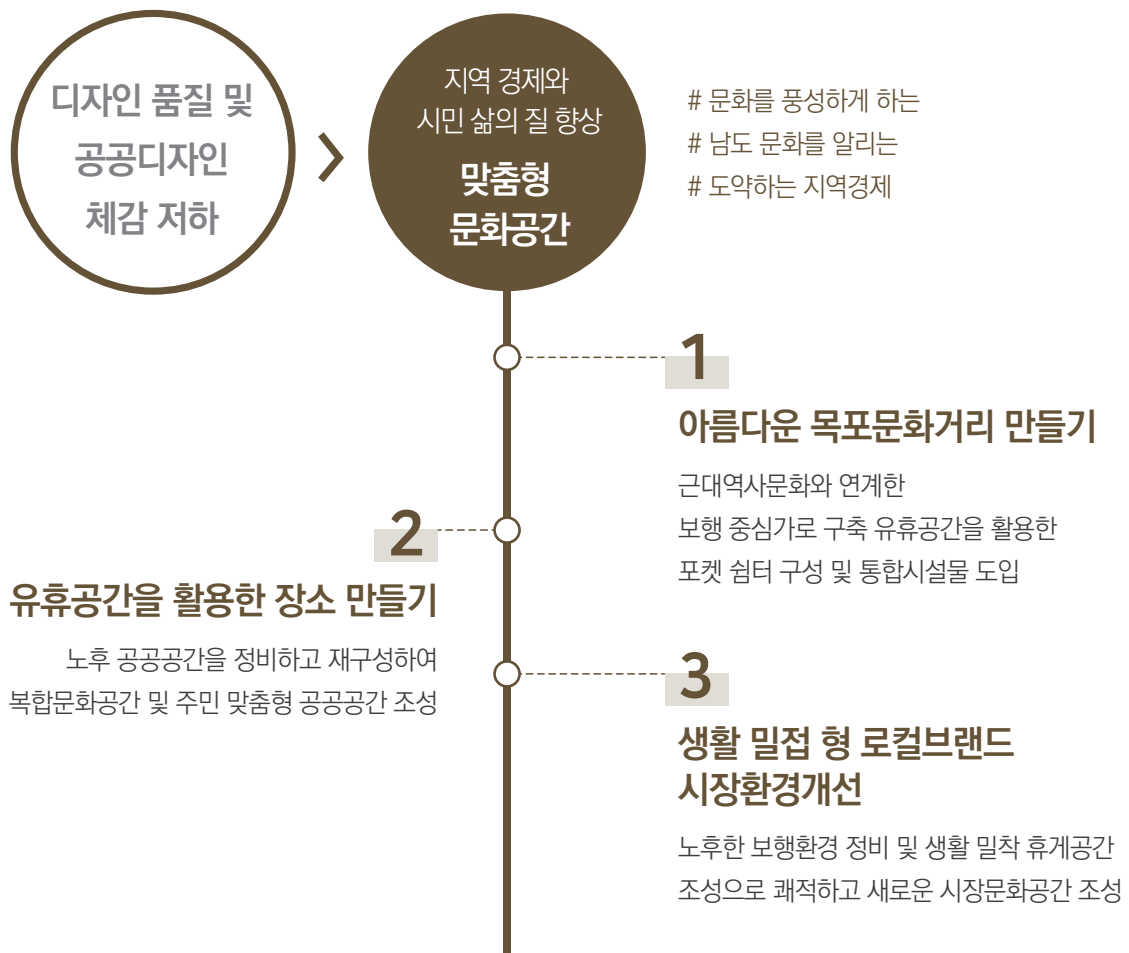 디자인 품질 및
공공디자인
체감 저하
지역 경제와
시민 삶의 질 향상
맞춤형
문화공간
# 문화를 풍성하게 하는
# 남도 문화를 알리는
# 도약하는 지역경제
1
아름다운 목포문화거리 만들기
근대역사문화와 연계한
보행 중심가로 구축 유휴공간을 활용한
포켓 쉼터 구성 및 통합시설물 도입
2
유휴공간을 활용한 장소 만들기
노후 공공공간을 정비하고 재구성하여
복합문화공간 및 주민 맞춤형 공공공간 조성
3
생활 밀접 형 로컬브랜드
시장환경개선
노후한 보행환경 정비 및 생활 밀착 휴게공간
조성으로 쾌적하고 새로운 시장문화공간 조성